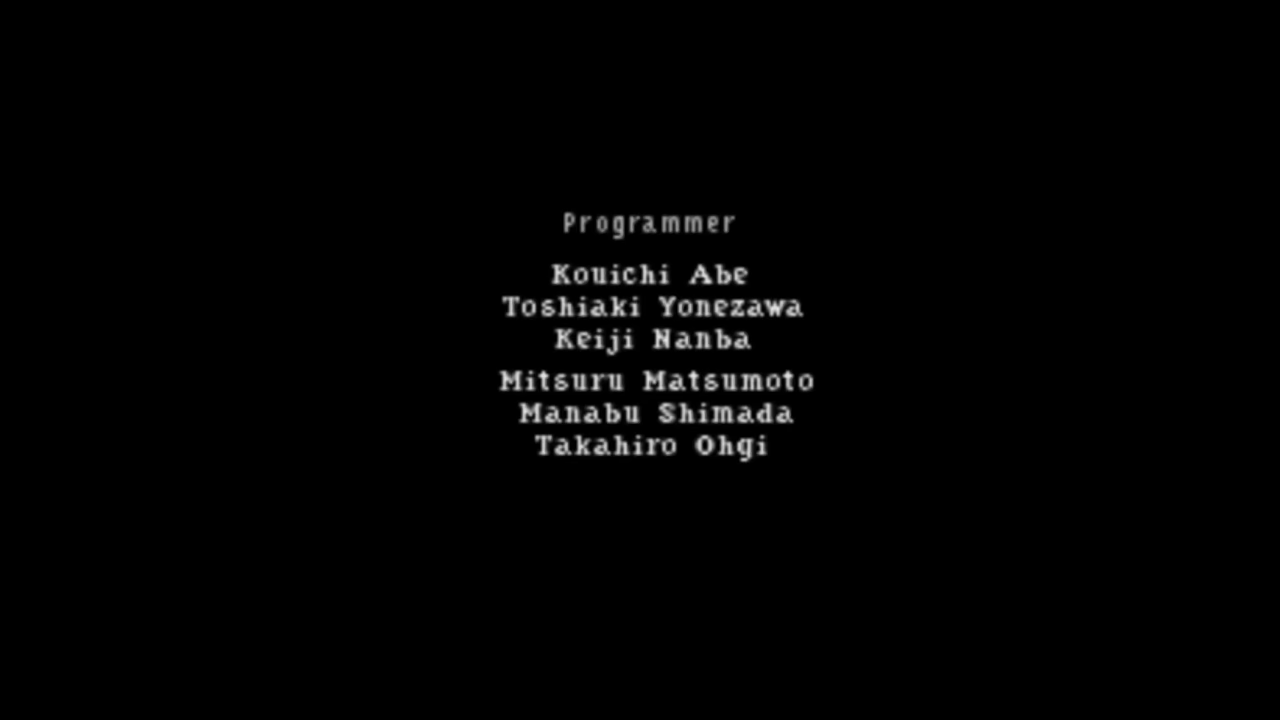 Programmer
Kouichi Abe
Toshiaki Yonezawa
Keiji Nanba
Mitsuru Matsumoto
Manabu Shimada
Takahiro Ohgi